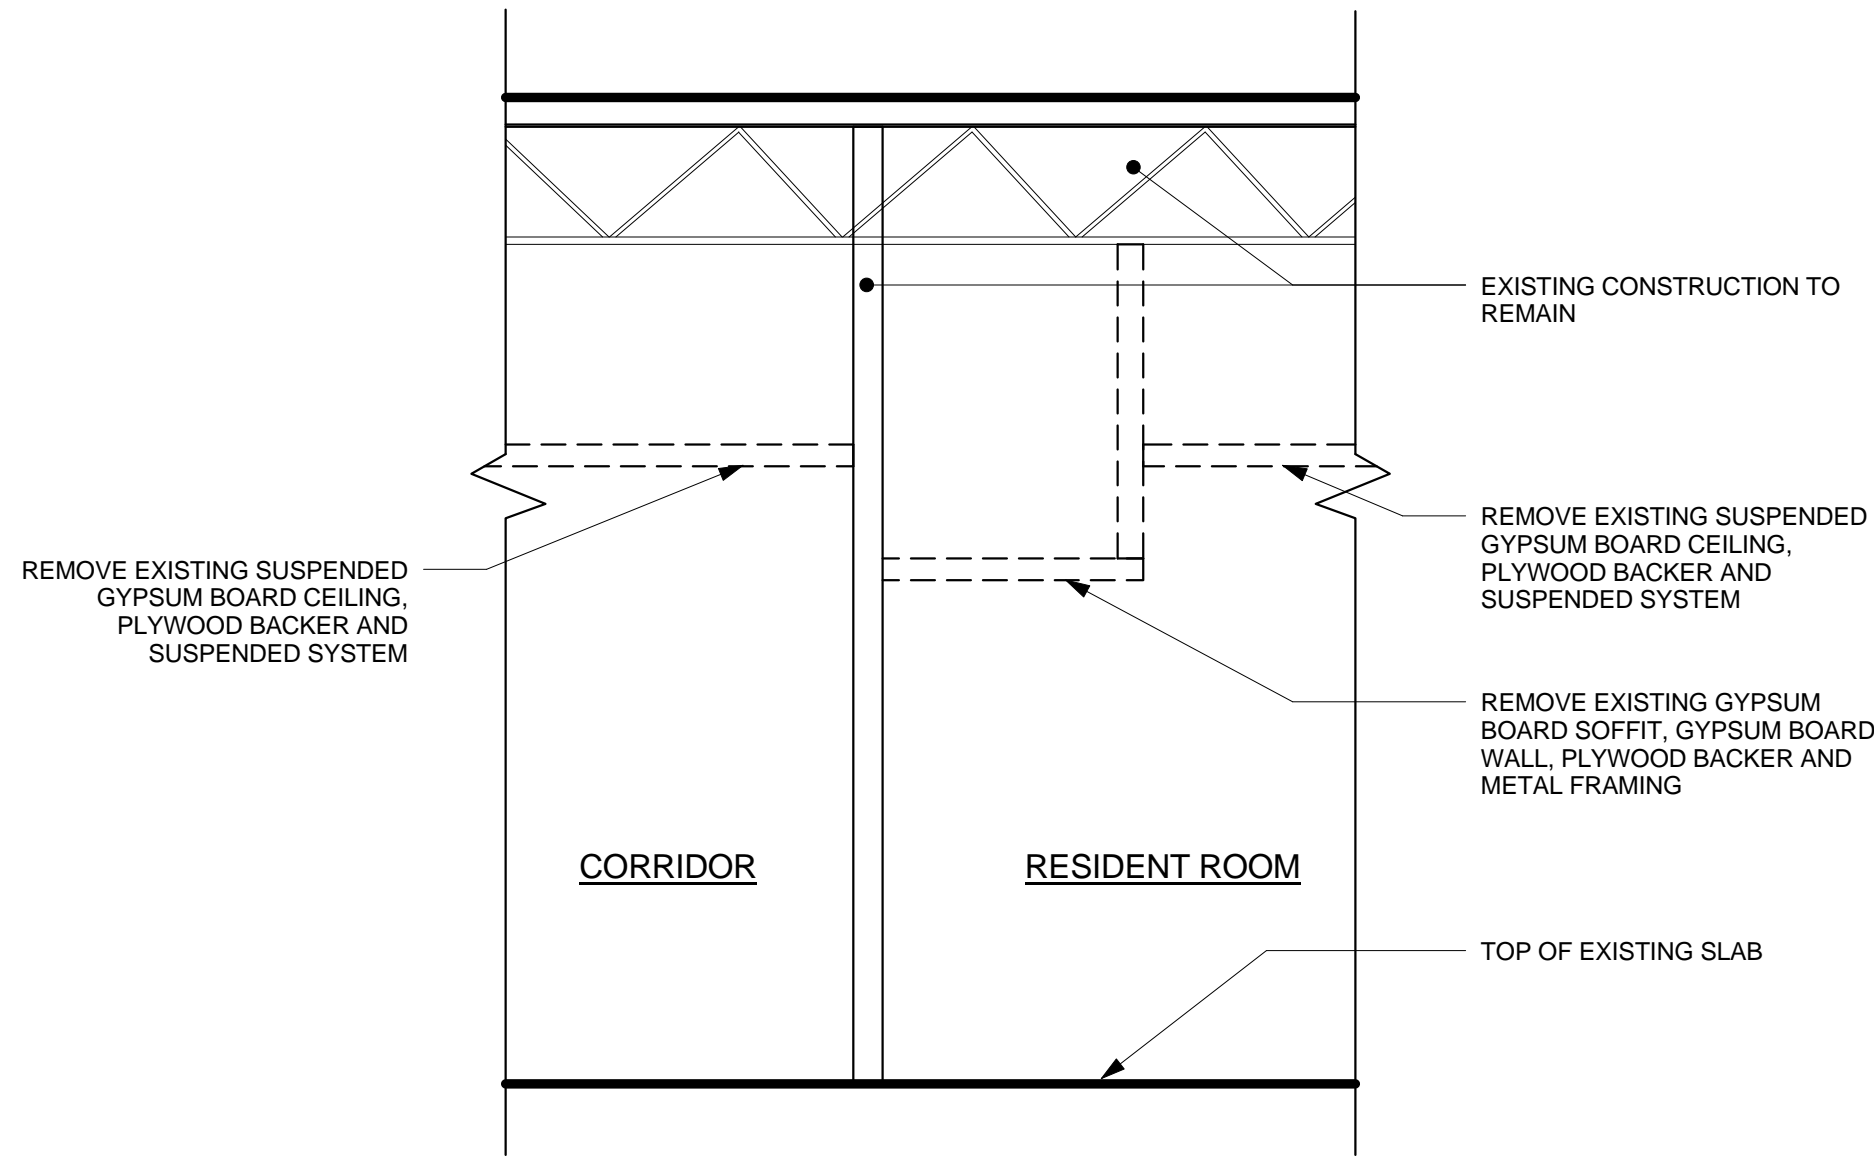 EXISTING CONSTRUCTION TO
REMAIN
REMOVE EXISTING SUSPENDED
GYPSUM BOARD CEILING,
PLYWOOD BACKER AND
SUSPENDED SYSTEM
REMOVE EXISTING SUSPENDED
GYPSUM BOARD CEILING,
PLYWOOD BACKER AND
SUSPENDED SYSTEM
REMOVE EXISTING GYPSUM
BOARD SOFFIT, GYPSUM BOARD
WALL, PLYWOOD BACKER AND
METAL FRAMING
CORRIDOR
RESIDENT ROOM
TOP OF EXISTING SLAB